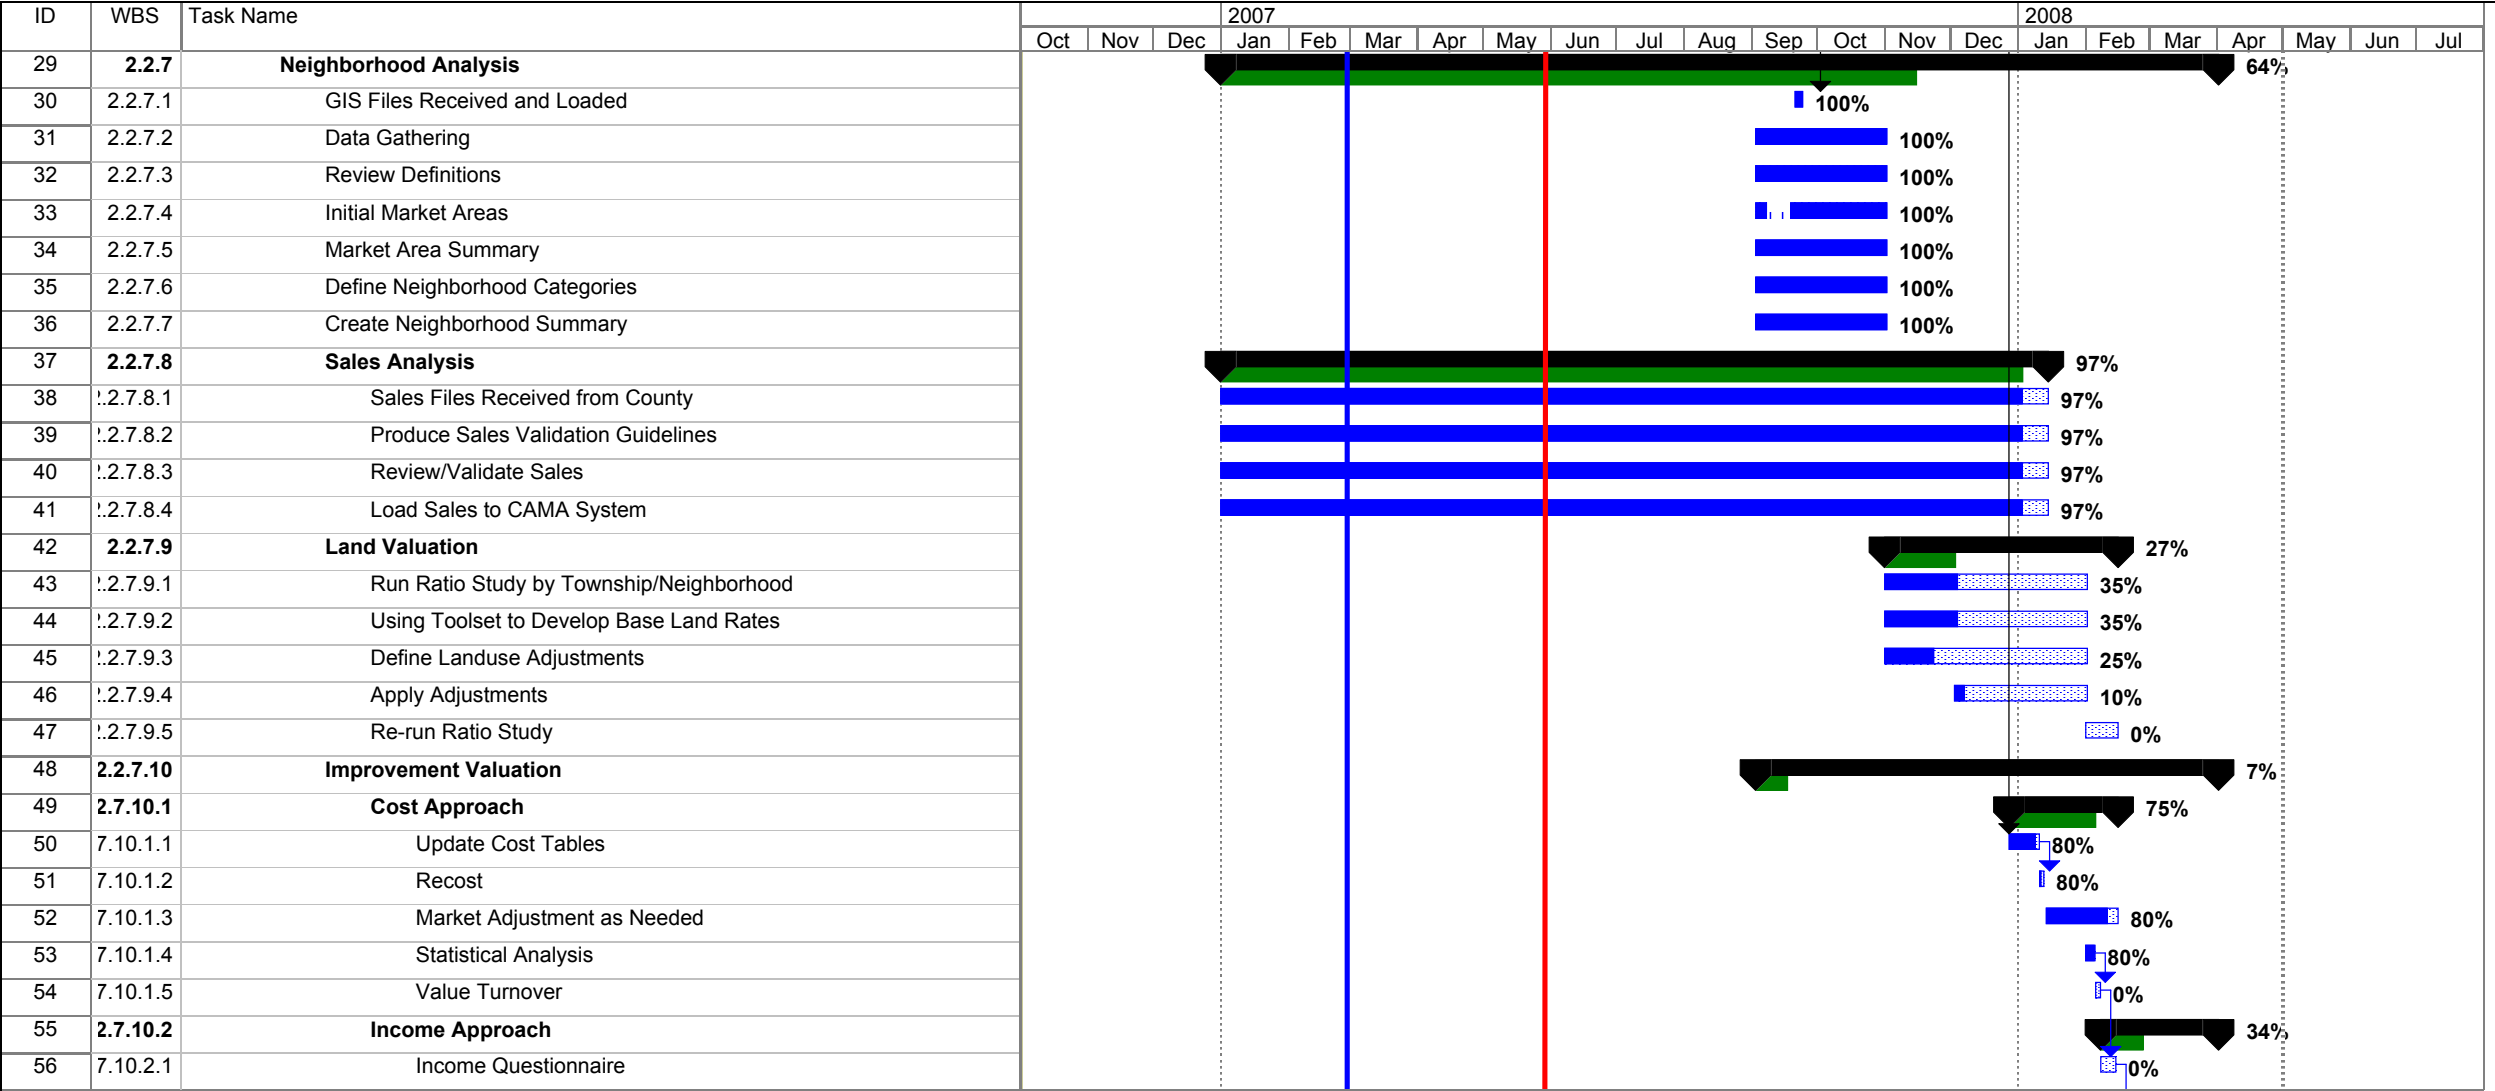 ID WBS Task Name 2007 2008
Oct Nov Dec Jan Feb Mar Apr May Jun Jul Aug Sep Oct Nov Dec Jan Feb Mar Apr May Jun Jul
29 2.2.7 Neighborhood Analysis 64%
30 2.2.7.1 GIS Files Received and Loaded 100%
31 2.2.7.2 Data Gathering 100%
32 2.2.7.3 Review Definitions 100%
33 2.2.7.4 Initial Market Areas 100%
34 2.2.7.5 Market Area Summary 100%
35 2.2.7.6 Define Neighborhood Categories 100%
36 2.2.7.7 Create Neighborhood Summary 100%
37 2.2.7.8 Sales Analysis 97%
38 .2.7.8.1 Sales Files Received from County 97%
39 .2.7.8.2 Produce Sales Validation Guidelines 97%
40 .2.7.8.3 Review/Validate Sales 97%
41 .2.7.8.4 Load Sales to CAMA System 97%
42 2.2.7.9 Land Valuation 27%
43 .2.7.9.1 Run Ratio Study by Township/Neighborhood 35%
44 .2.7.9.2 Using Toolset to Develop Base Land Rates 35%
45 .2.7.9.3 Define Landuse Adjustments 25%
46 .2.7.9.4 Apply Adjustments 10%
47 .2.7.9.5 Re-run Ratio Study 0%
48 2.2.7.10 Improvement Valuation 7%
49 2.7.10.1 Cost Approach 75%
50 7.10.1.1 Update Cost Tables 80%
51 7.10.1.2 Recost 80%
52 7.10.1.3 Market Adjustment as Needed 80%
53 7.10.1.4 Statistical Analysis 80%
54 7.10.1.5 Value Turnover 0%
55 2.7.10.2 Income Approach 34%
56 7.10.2.1 Income Questionnaire 0%